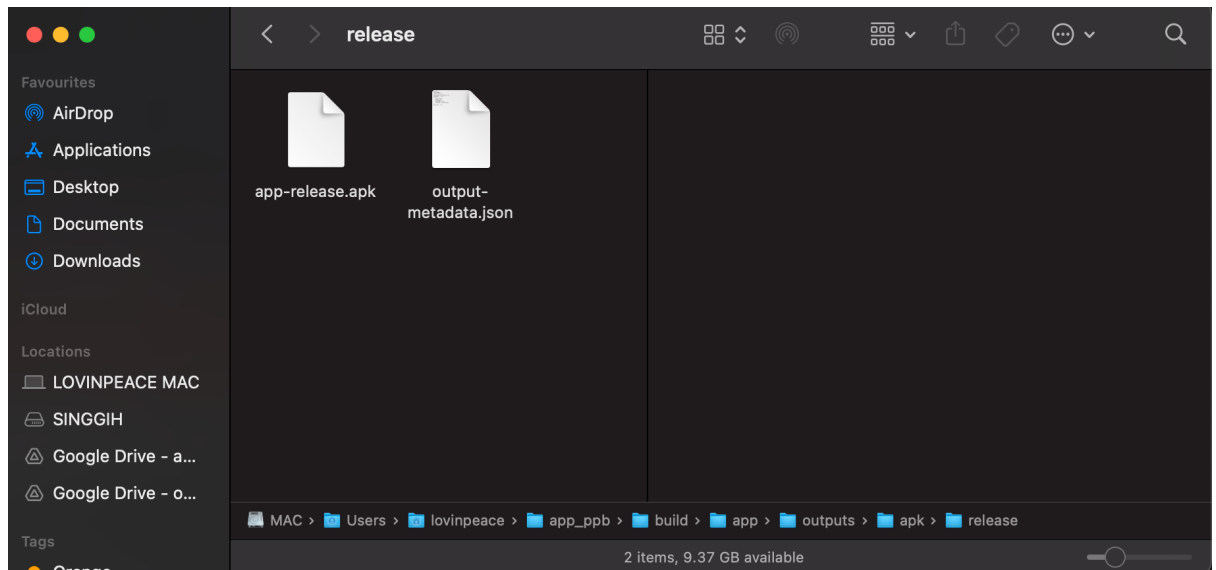 release
Favourites
AirDrop
Applications
Desktop
Documents
Downloads
iCloud
Locations
LOVINPEACE MAC
SINGGIH
Google Drive - a...
Google Drive - o...
Tags
Orange
app-release.apk
output-
metadata.json
MAC › Users › lovinpeace › app_ppb › build › app › outputs › apk › release
2 items, 9.37 GB available